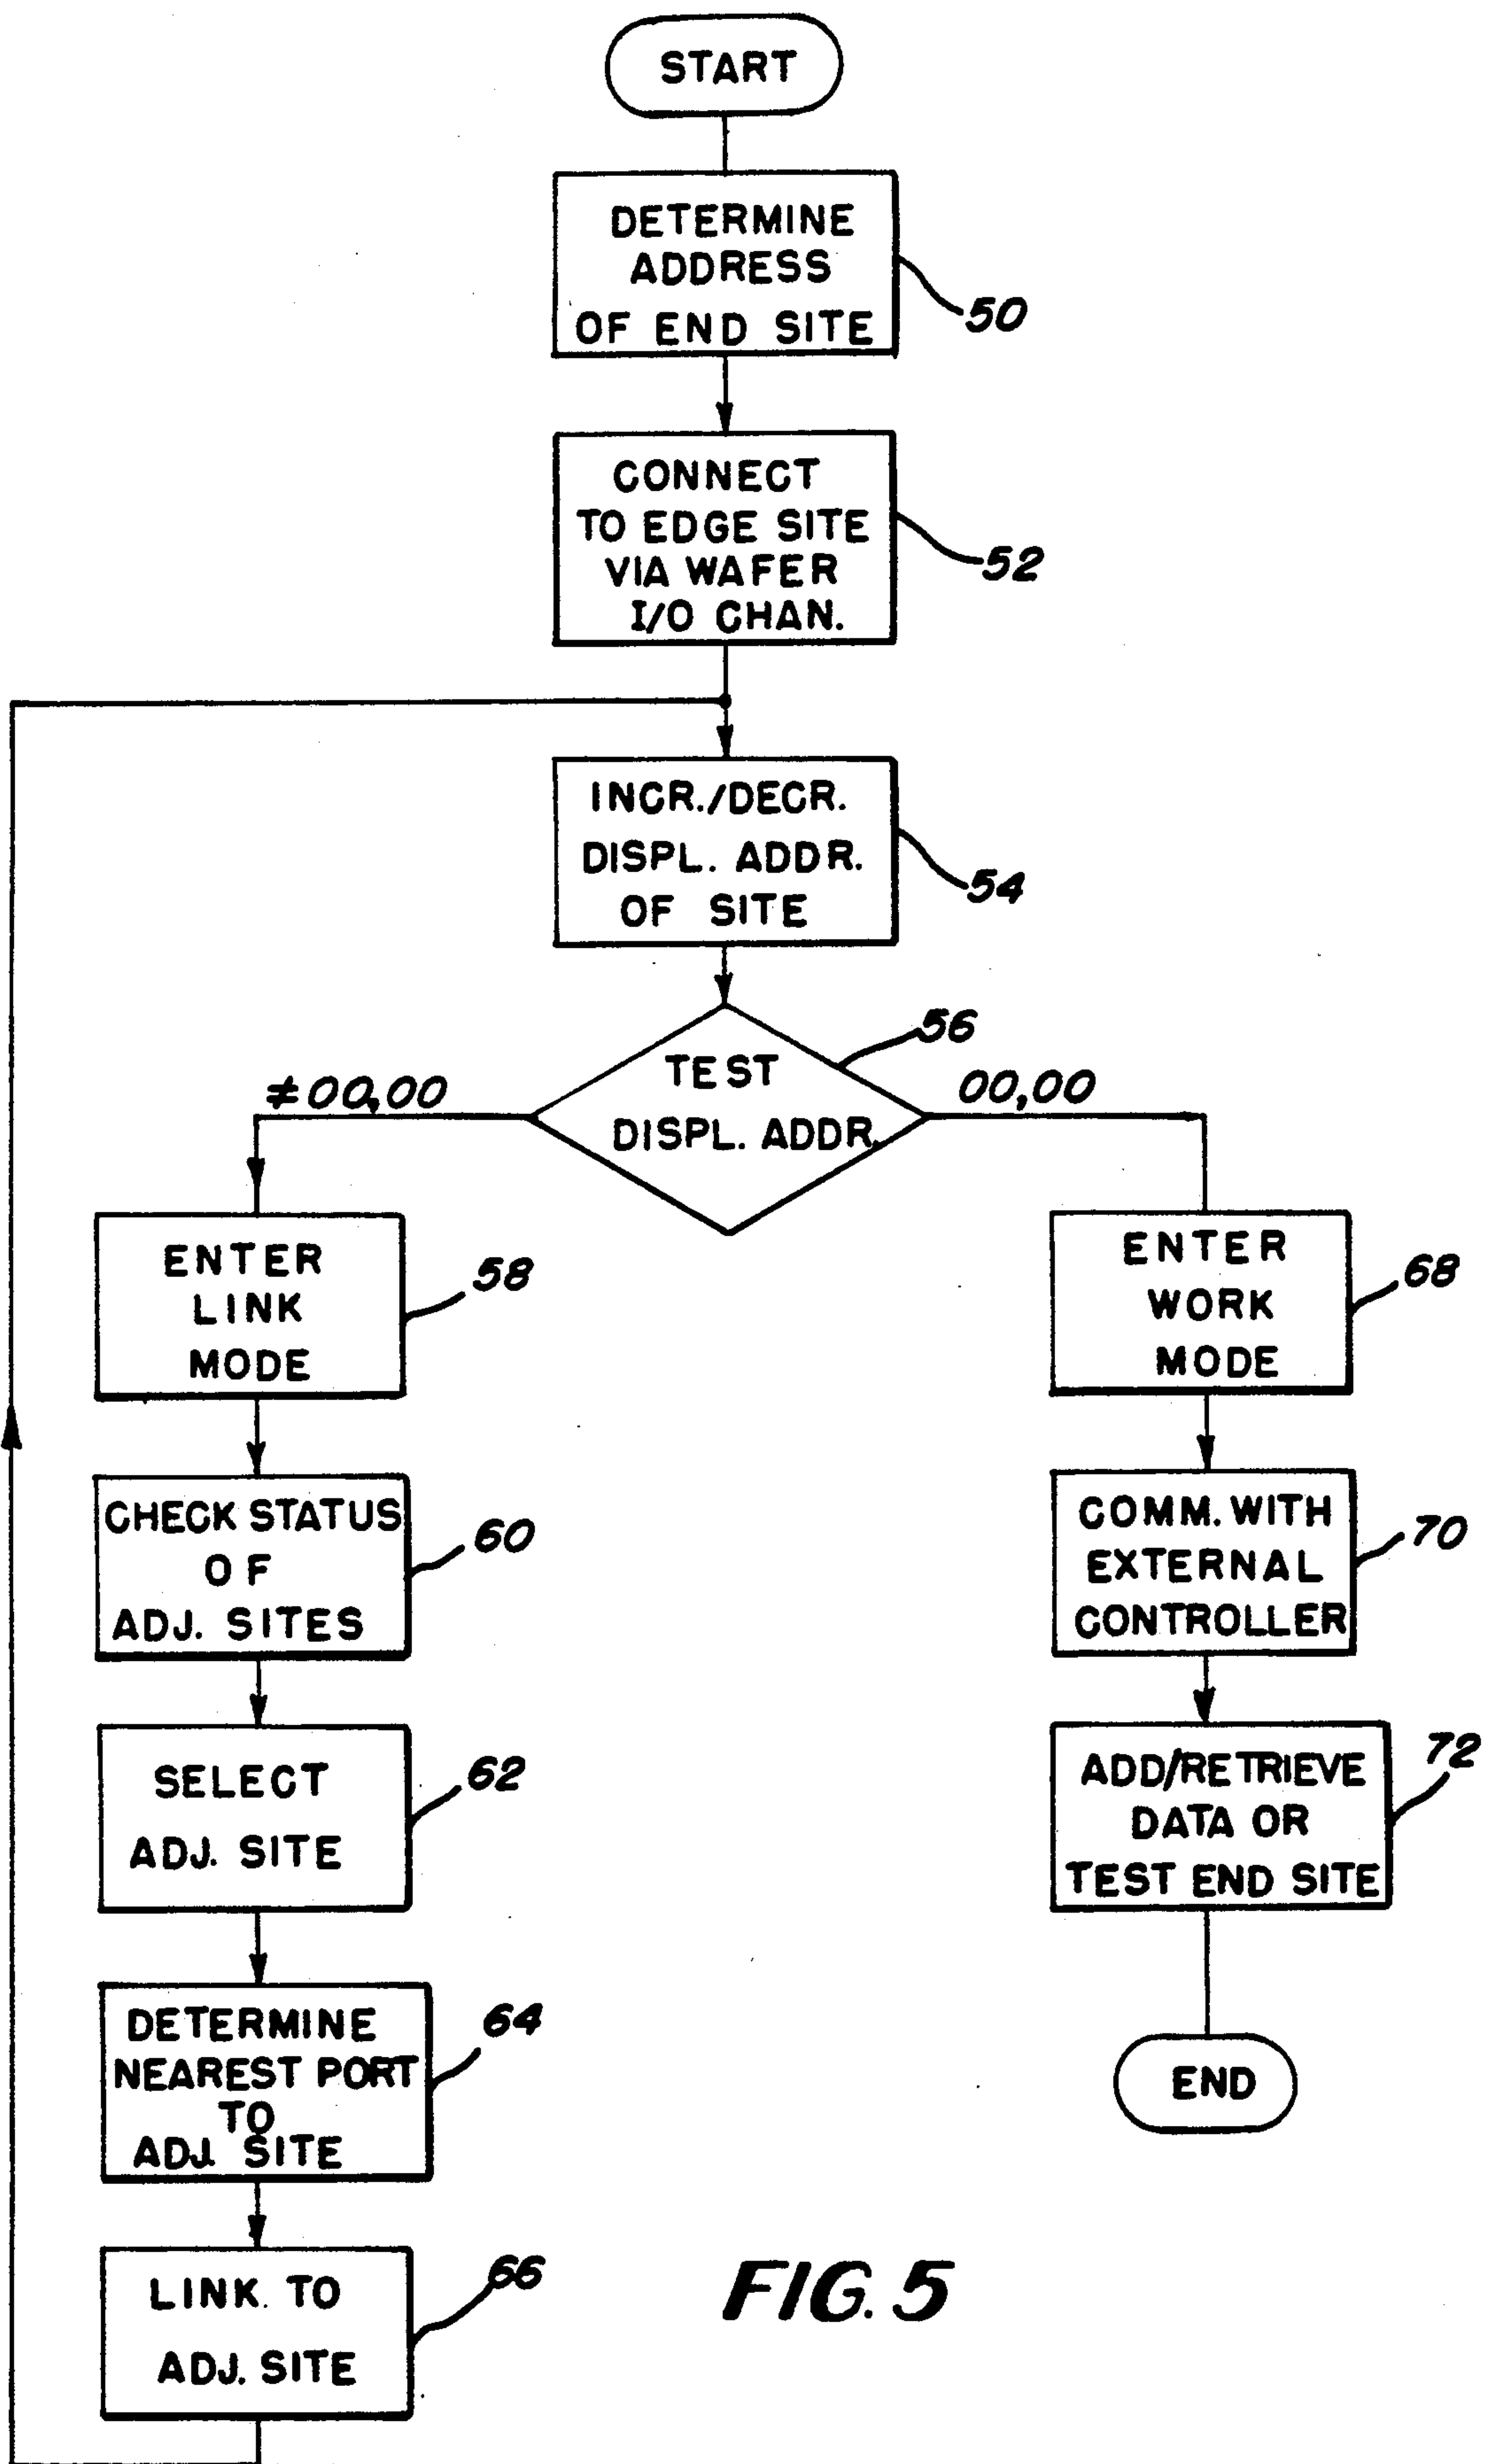 START
DETERMINE
ADDRESS
OF END SITE
50
CONNECT
TO EDGE SITE
VIA WAFER
I/O CHAN.
52
INCR./DECR.
DISPL. ADDR.
OF SITE
54
TEST
DISPL. ADDR.
56
≠00,00
00,00
ENTER
LINK
MODE
58
CHECK STATUS
OF
ADJ. SITES
60
SELECT
ADJ. SITE
62
DETERMINE
NEAREST PORT
TO
ADJ. SITE
64
LINK. TO
ADJ. SITE
66
ENTER
WORK
MODE
68
COMM. WITH
EXTERNAL
CONTROLLER
70
ADD/RETRIEVE
DATA OR
TEST END SITE
72
END
FIG. 5